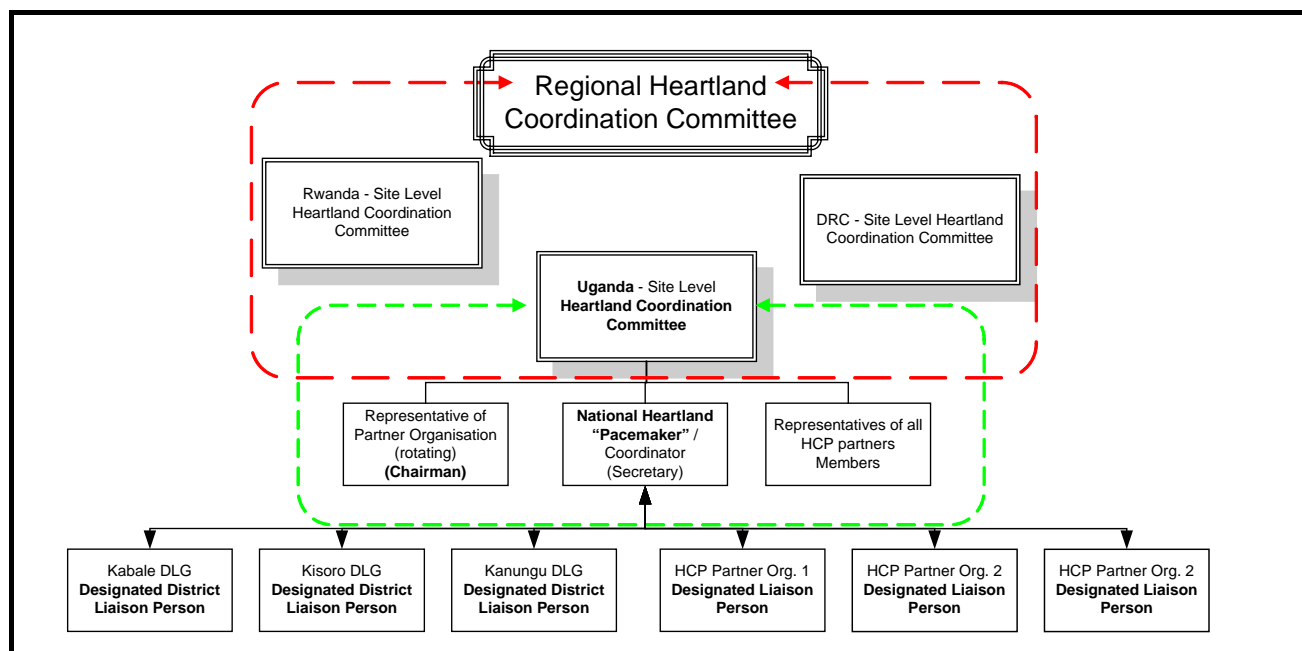 Regional Heartland
Coordination Committee
Rwanda - Site Level
Heartland Coordination
Committee
DRC - Site Level Heartland
Coordination Committee
Uganda - Site Level
Heartland Coordination
Committee
Representative of
Partner Organisation
(rotating)
(Chairman)
National Heartland
“Pacemaker” /
Coordinator
(Secretary)
Representatives of all
HCP partners
Members
Kabale DLG
Designated District
Liaison Person
Kisoro DLG
Designated District
Liaison Person
Kanungu DLG
Designated District
Liaison Person
HCP Partner Org. 1
Designated Liaison
Person
HCP Partner Org. 2
Designated Liaison
Person
HCP Partner Org. 2
Designated Liaison
Person